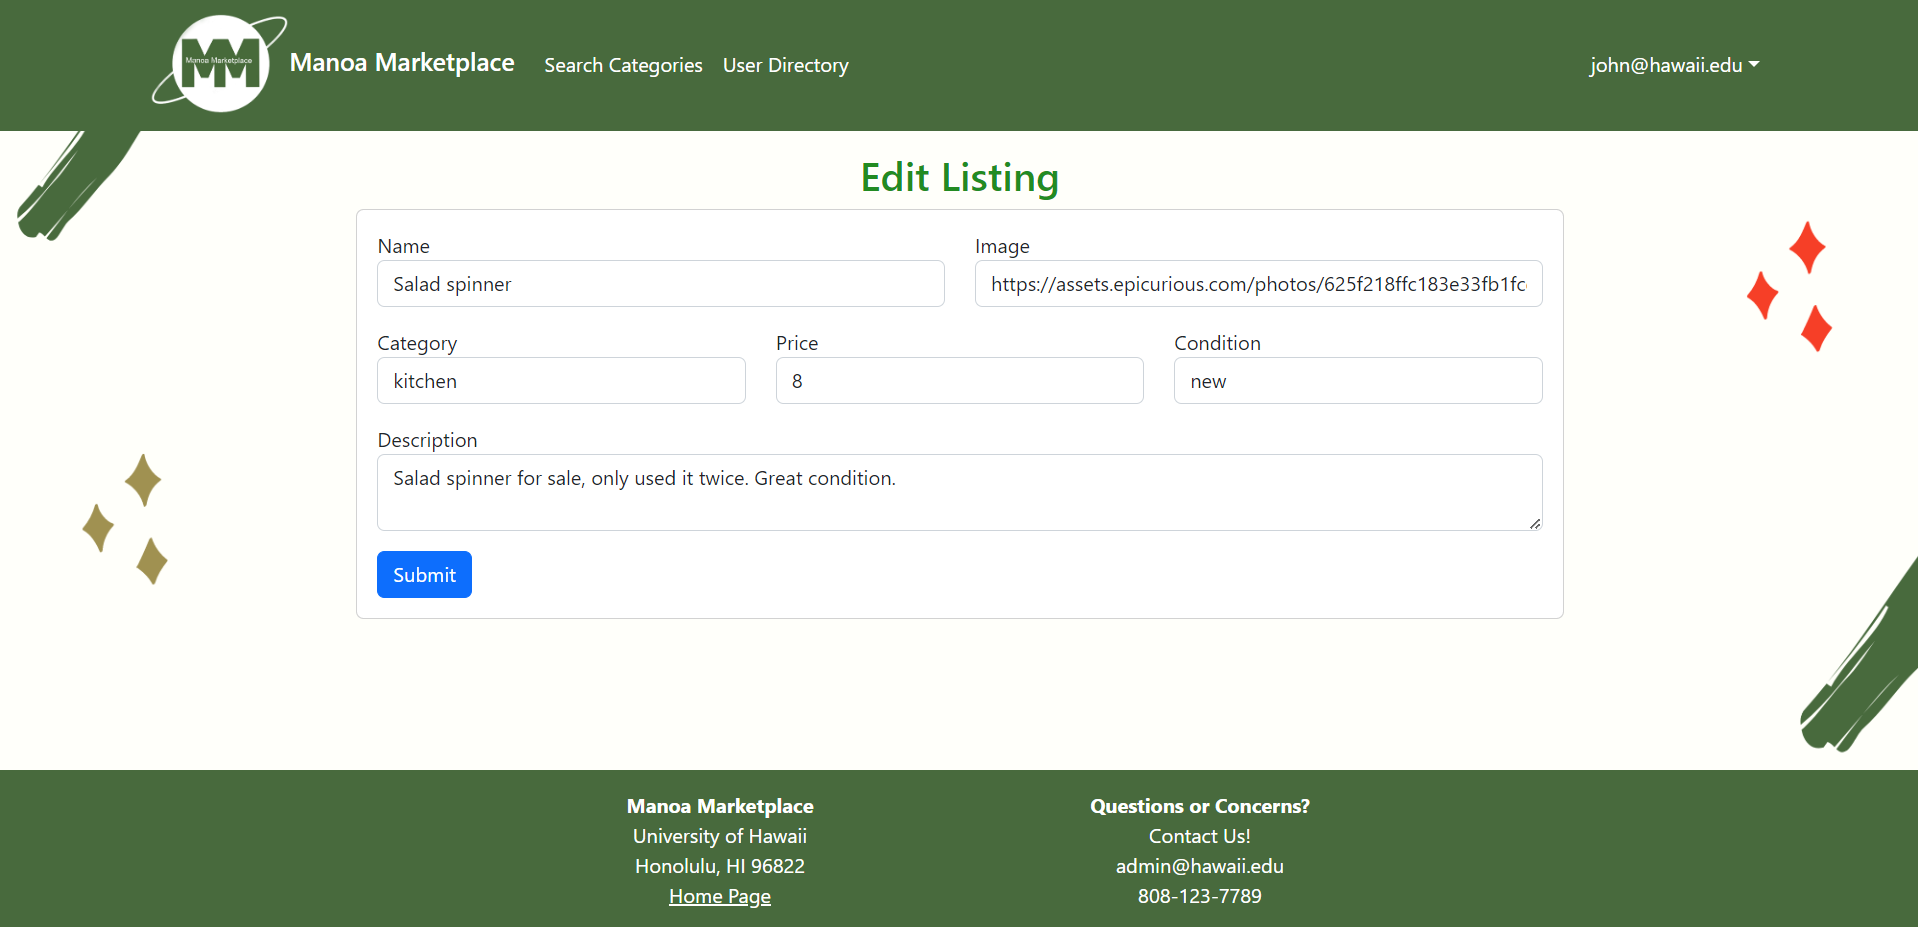 Manoa Marketplace
Manoa Marketplace Search Categories User Directory john@hawaii.edu
Edit Listing
Name Image
Salad spinner https://assets.epicurious.com/photos/625f218ffc183e33fb1fc
Category Price Condition
kitchen 8 new
Description
Salad spinner for sale, only used it twice. Great condition.
Submit
Manoa Marketplace
University of Hawaii
Honolulu, HI 96822
Home Page
Questions or Concerns?
Contact Us!
admin@hawaii.edu
808-123-7789